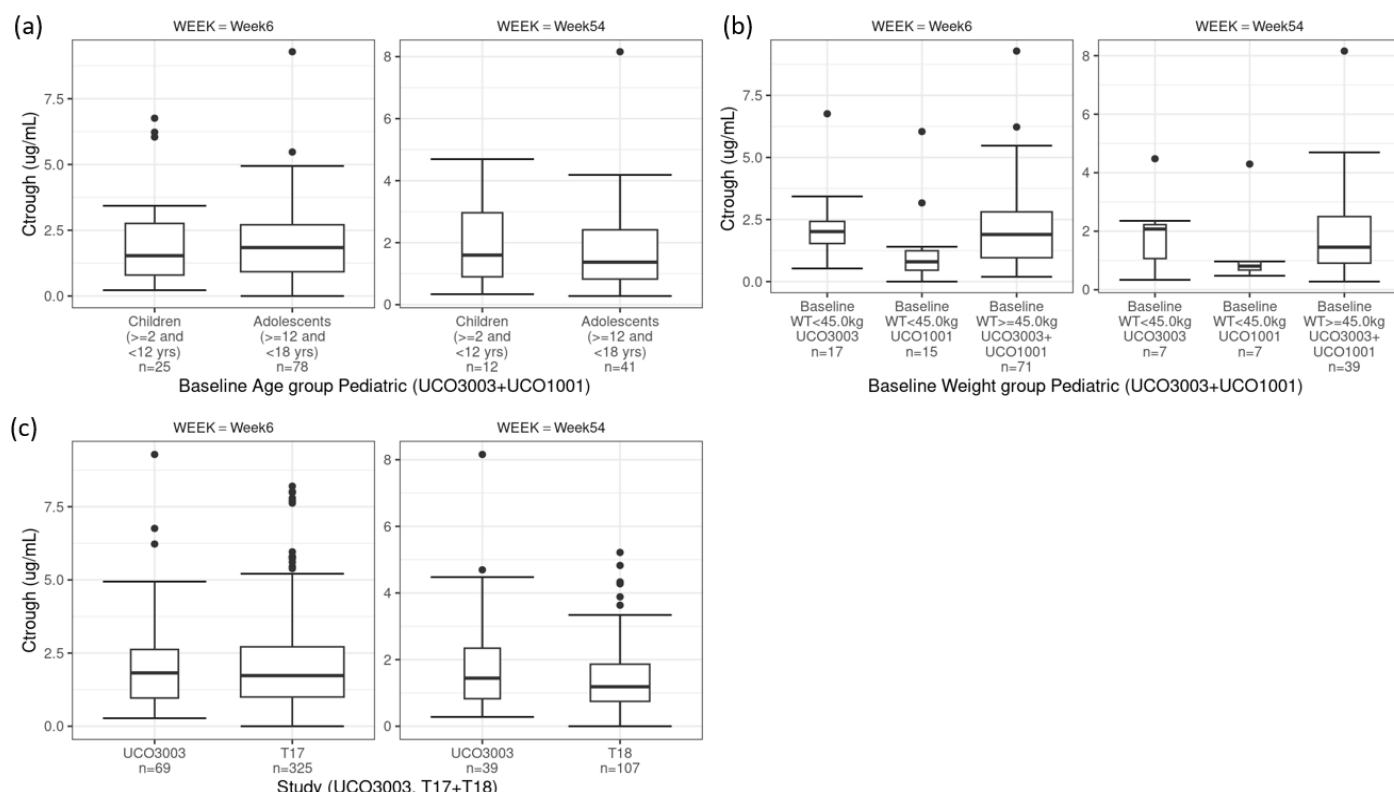 (a)
WEEK = Week6
WEEK = Week54
Ctrough (ug/mL)
7.5
5.0
2.5
0.0
8
6
4
2
0
Children
(>=2 and
<12 yrs)
n=25
Adolescents
(>=12 and
<18 yrs)
n=78
Children
(>=2 and
<12 yrs)
n=12
Adolescents
(>=12 and
<18 yrs)
n=41
Baseline Age group Pediatric (UCO3003+UCO1001)
(b)
WEEK = Week6
WEEK = Week54
Ctrough (ug/mL)
7.5
5.0
2.5
0.0
8
6
4
2
0
Baseline
WT<45.0kg
UCO3003
n=17
Baseline
WT<45.0kg
UCO1001
n=15
Baseline
WT>=45.0kg
UCO3003+
UCO1001
n=71
Baseline
WT<45.0kg
UCO3003
n=7
Baseline
WT<45.0kg
UCO1001
n=7
Baseline
WT>=45.0kg
UCO3003+
UCO1001
n=39
Baseline Weight group Pediatric (UCO3003+UCO1001)
(c)
WEEK = Week6
WEEK = Week54
Ctrough (ug/mL)
7.5
5.0
2.5
0.0
8
6
4
2
0
UCO3003
n=69
T17
n=325
UCO3003
n=39
T18
n=107
Study (UCO3003, T17+T18)